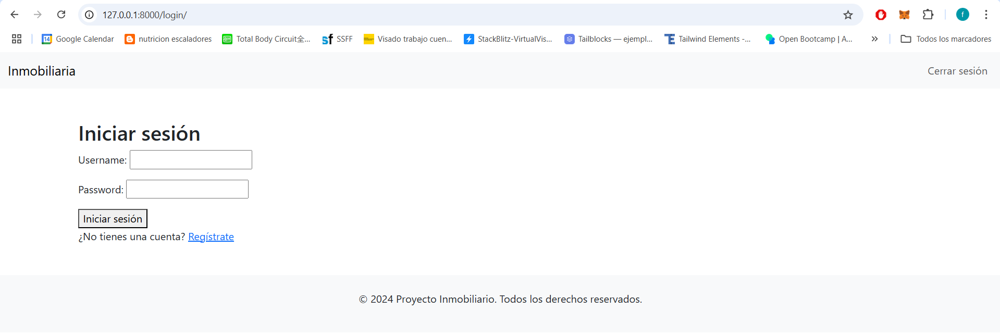 127.0.0.1:8000/login/
f
14 Google Calendar nutricion escaladores Total Body Circuit全... sf SSFF Visado trabajo cuen... StackBlitz-VirtualVis... Tailblocks — ejempl... Tailwind Elements -... Open Bootcamp | A... » Todos los marcadores
Inmobiliaria Cerrar sesión
Iniciar sesión
Username:
Password:
Iniciar sesión
¿No tienes una cuenta? Regístrate
© 2024 Proyecto Inmobiliario. Todos los derechos reservados.